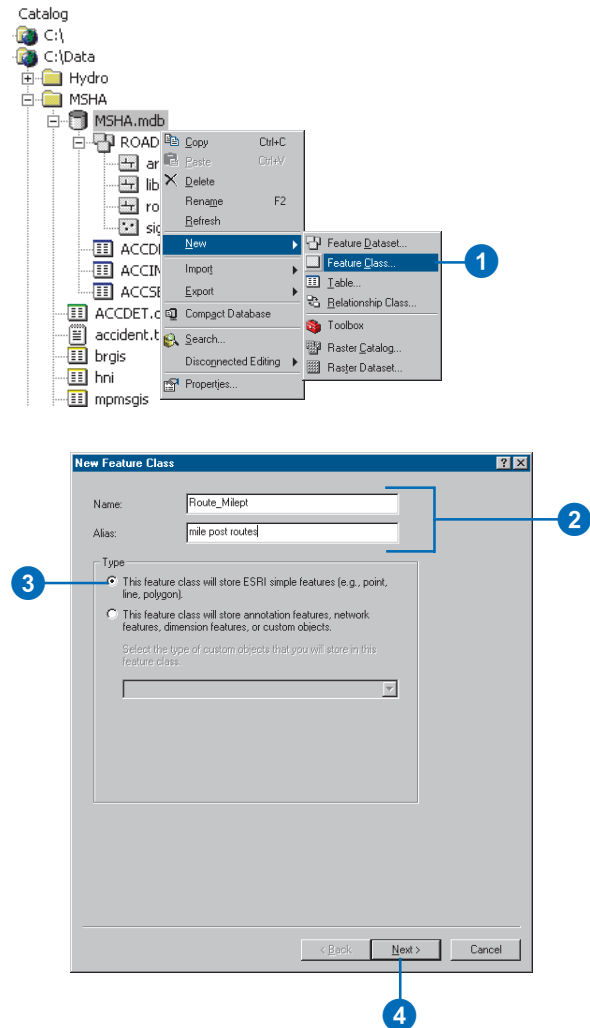 Catalog
C:\
C:\Data
Hydro
MSHA
MSHA.mdb
ROAD
ar
lib
ro
sig
ACCD
ACCIN
ACCSE
ACCDET.c
accident.t
brgis
hni
mpmsgis
Copy Ctrl+C
Paste Ctrl+V
Delete
Rename F2
Refresh
New
Import
Export
Compact Database
Search...
Disconnected Editing
Properties...
Feature Dataset...
Feature Class...
Table...
Relationship Class...
Toolbox
Raster Catalog...
Raster Dataset...
1
New Feature Class
Name: Route_Milept
Alias: mile post routes
2
Type
3
This feature class will store ESRI simple features (e.g., point,
line, polygon).
This feature class will store annotation features, network
features, dimension features, or custom objects.
Select the type of custom objects that you will store in this
feature class.
< Back Next > Cancel
4